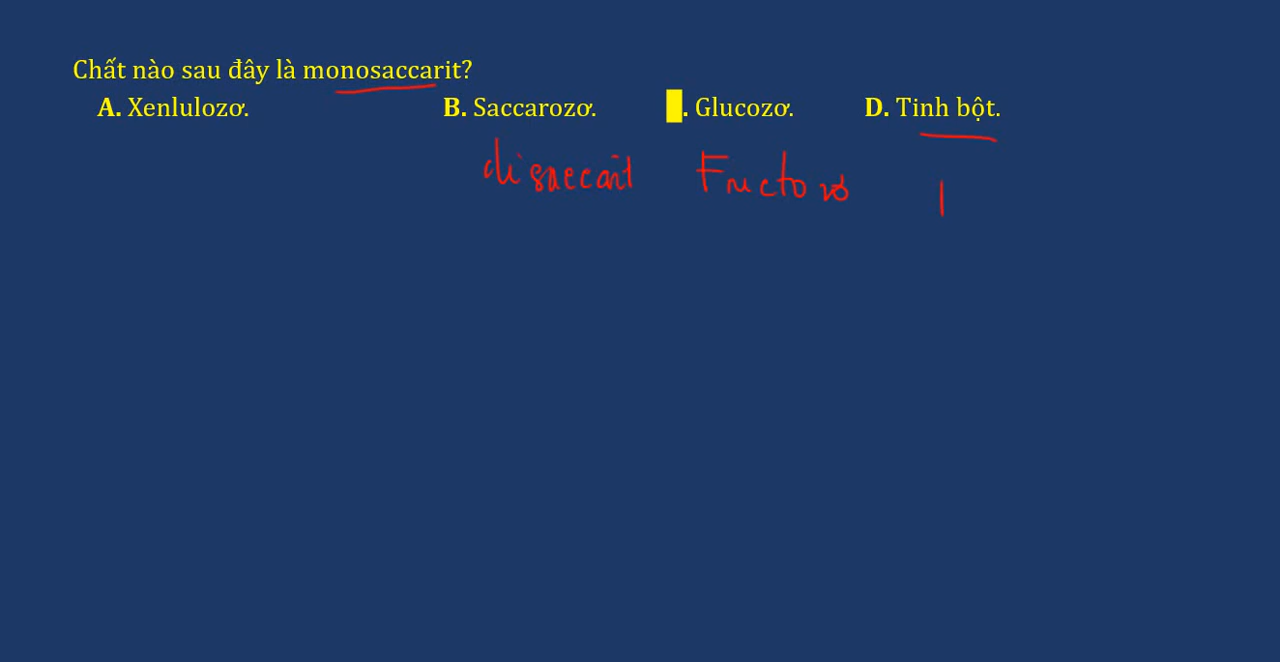 Chất nào sau đây là monosaccarit?
A. Xenlulozơ. B. Saccarozơ. . Glucozơ. D. Tinh bột.
disaccarit Fructozơ